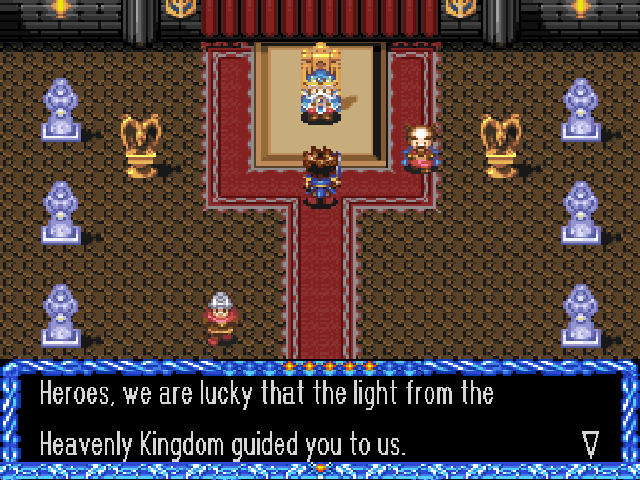 Heroes, we are lucky that the light from the
Heavenly Kingdom guided you to us.